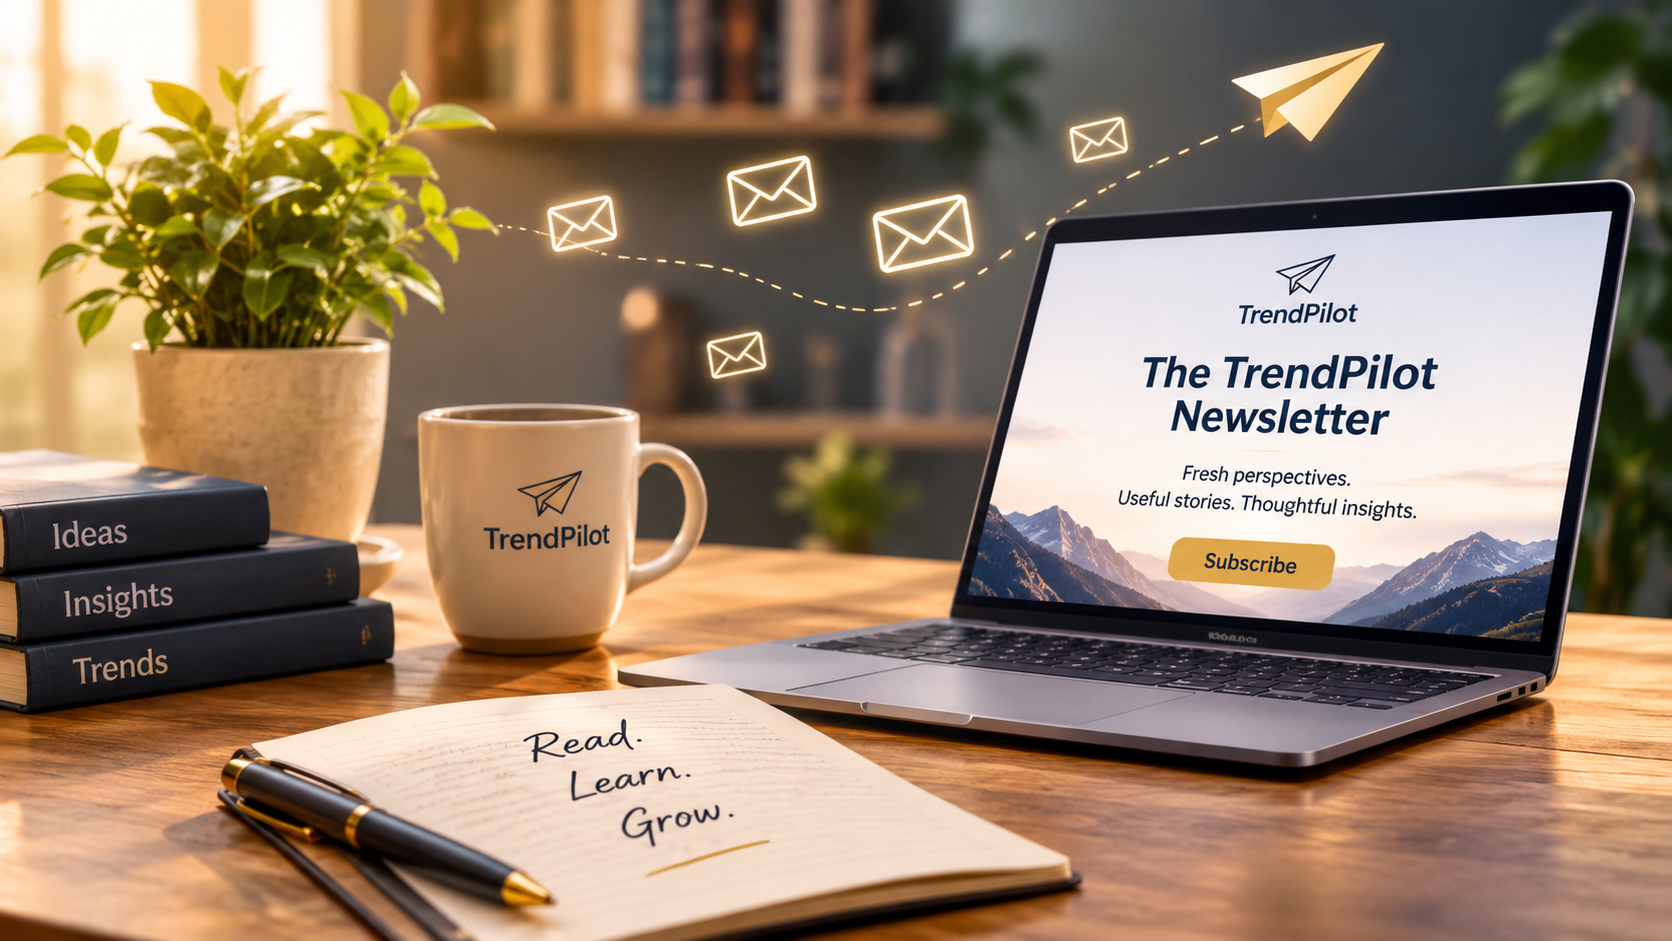 TrendPilot
The TrendPilot
Newsletter
Fresh perspectives.
Useful stories. Thoughtful insights.
Subscribe
TrendPilot
Ideas
Insights
Trends
Read.
Learn.
Grow.